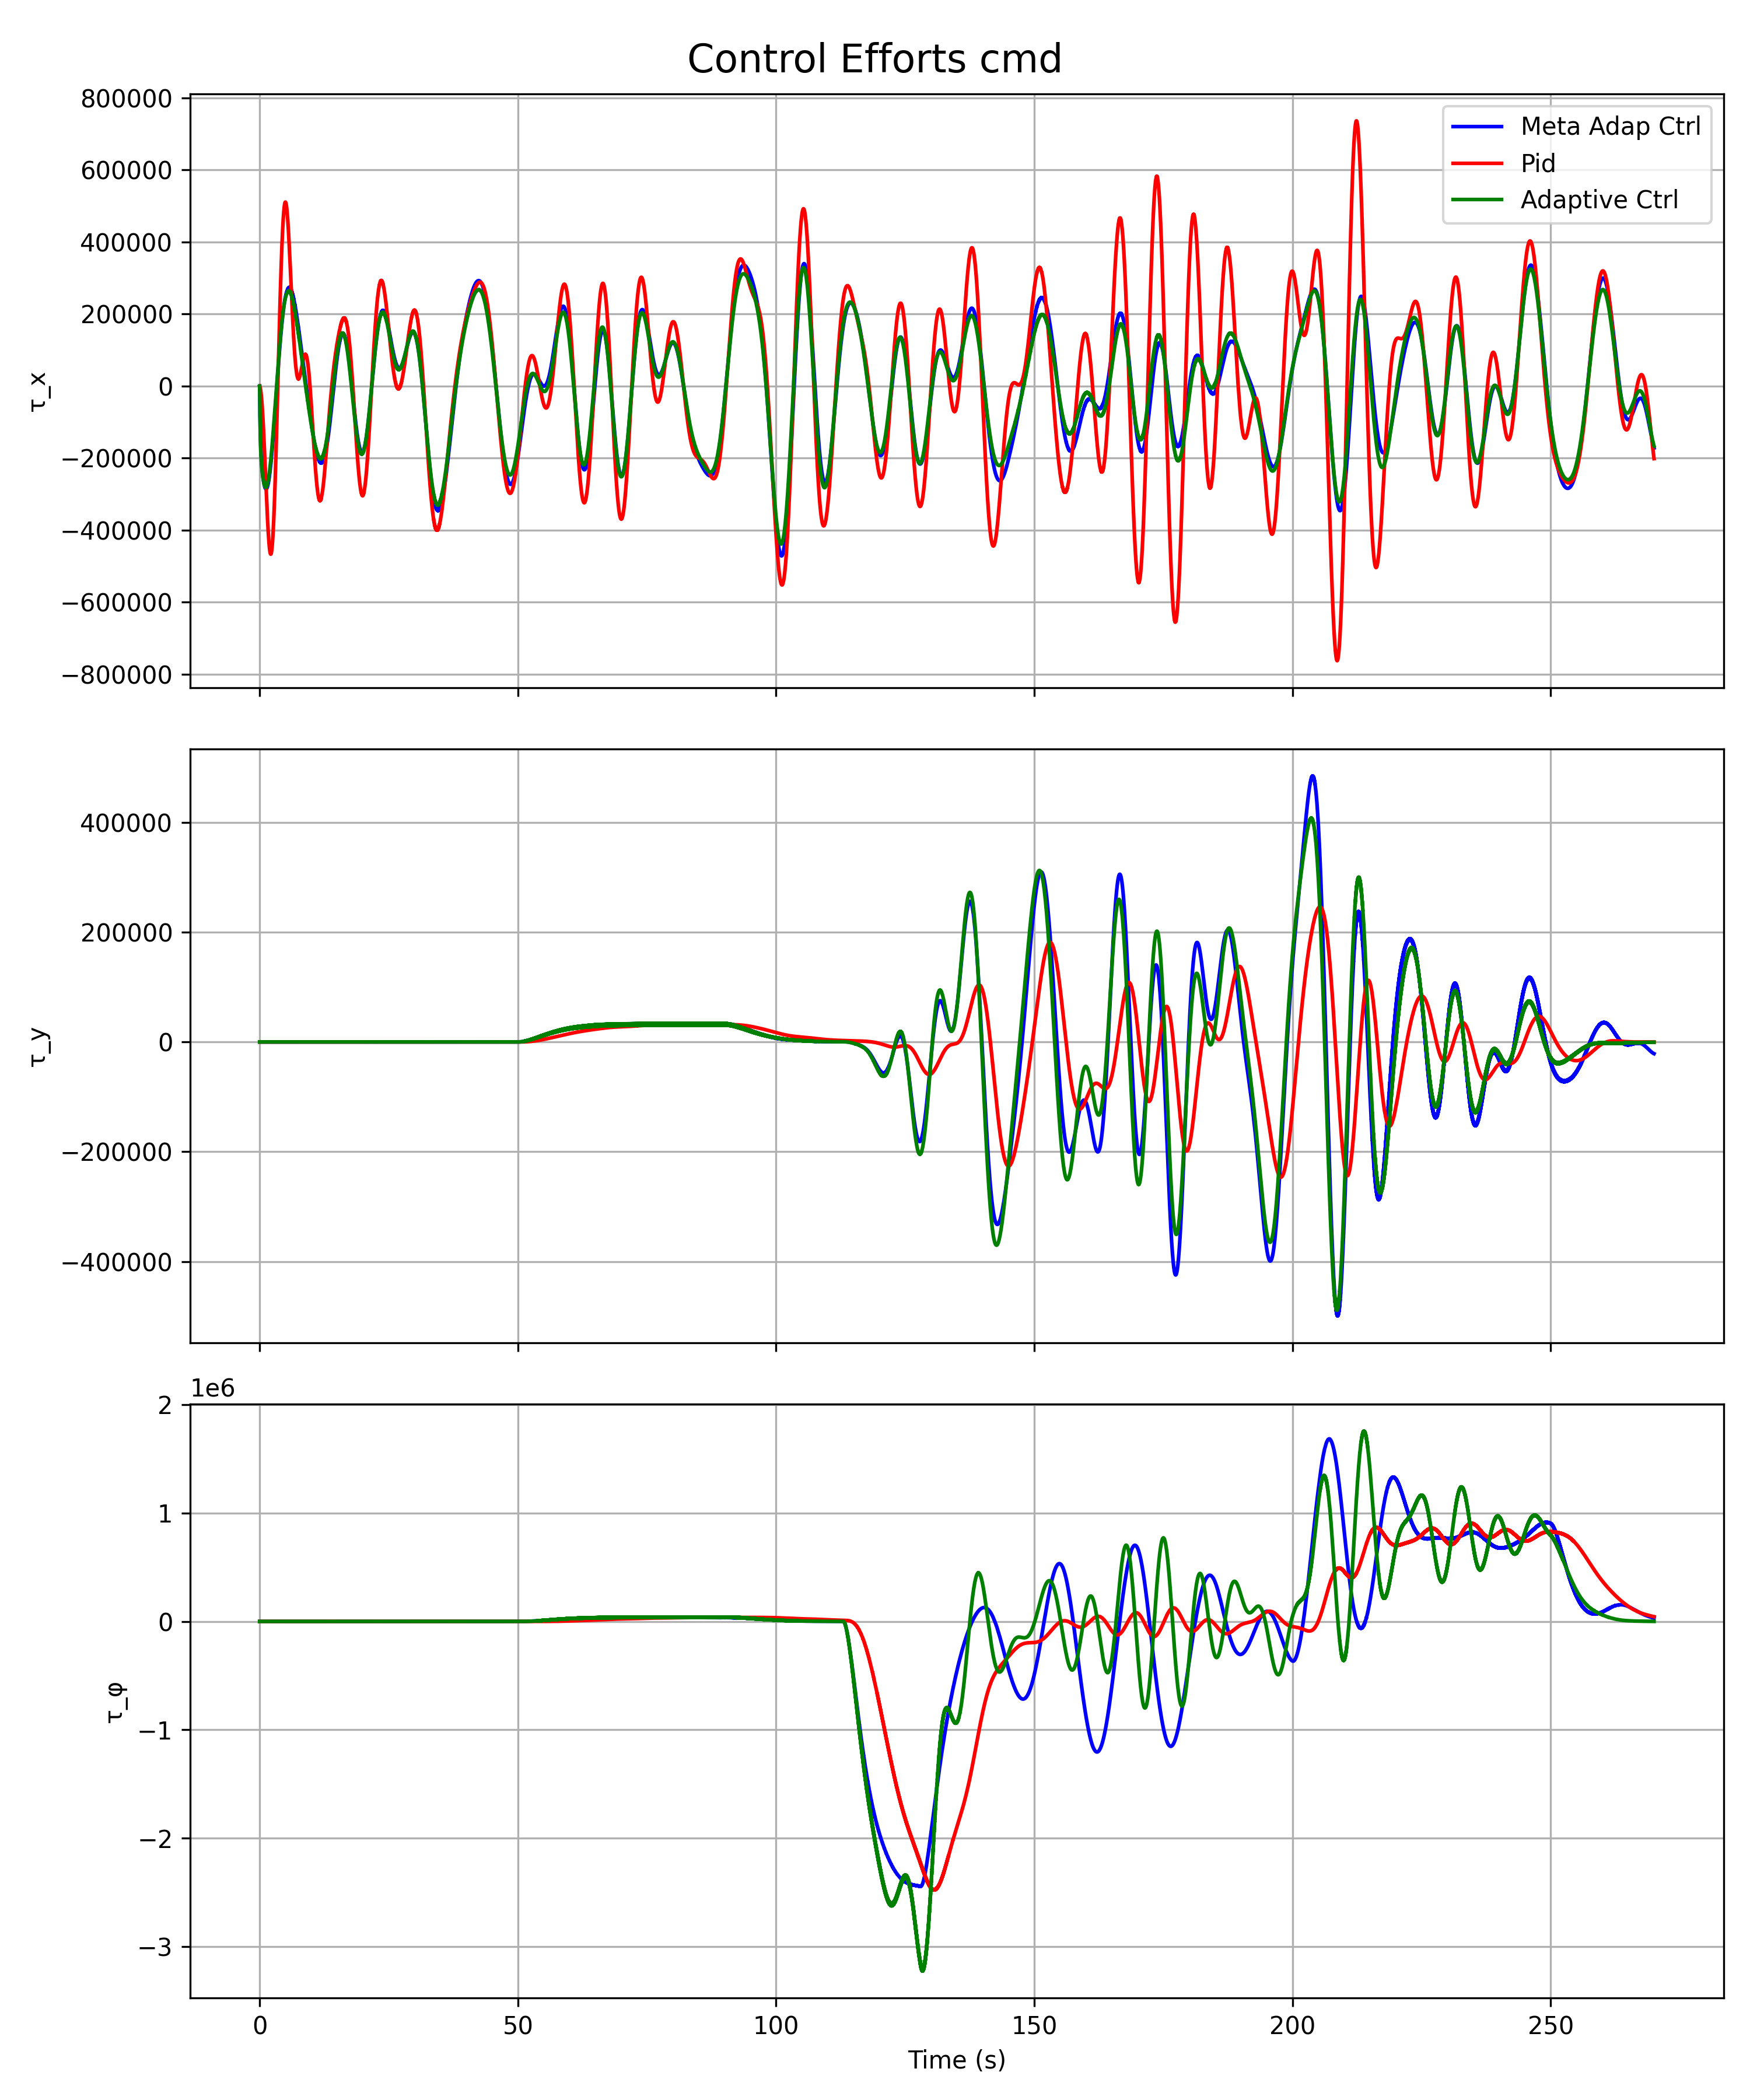 Control Efforts cmd
800000
600000
400000
200000
0
−200000
−400000
−600000
−800000
τ_x
Meta Adap Ctrl
Pid
Adaptive Ctrl
400000
200000
0
−200000
−400000
τ_y
1e6
2
1
0
−1
−2
−3
τ_φ
0 50 100 150 200 250
Time (s)